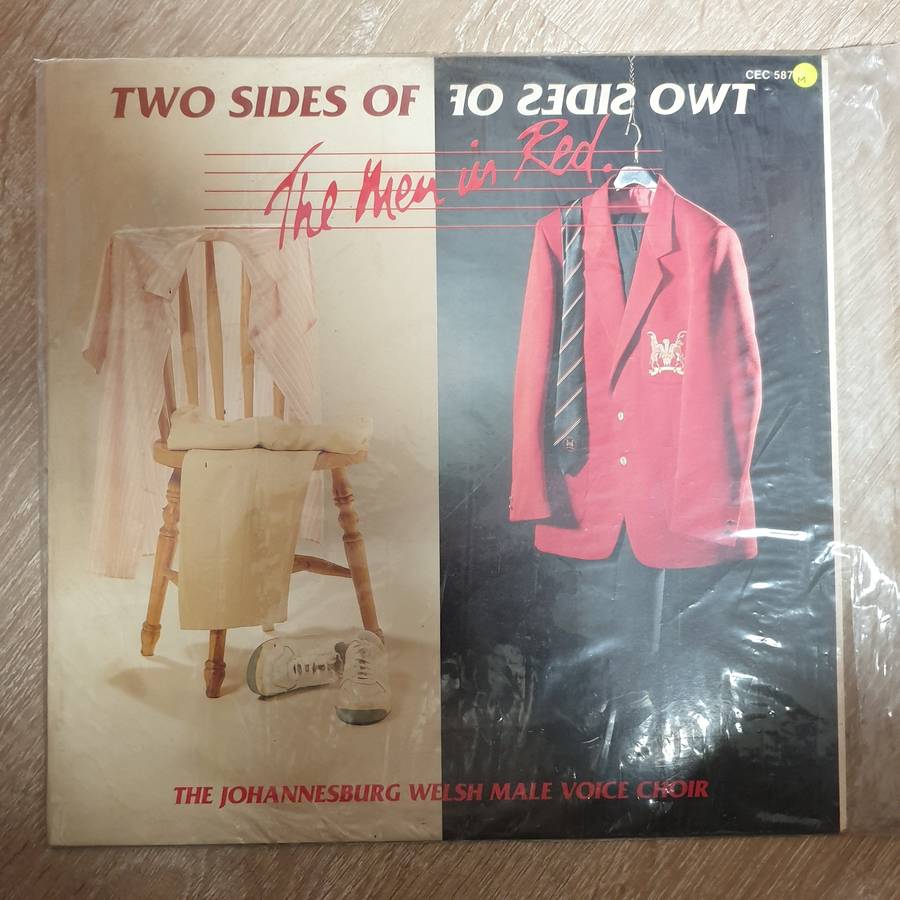 CEC 587
M
TWO SIDES OF TWO SIDES OF
The Men in Red.
THE JOHANNESBURG WELSH MALE VOICE CHOIR